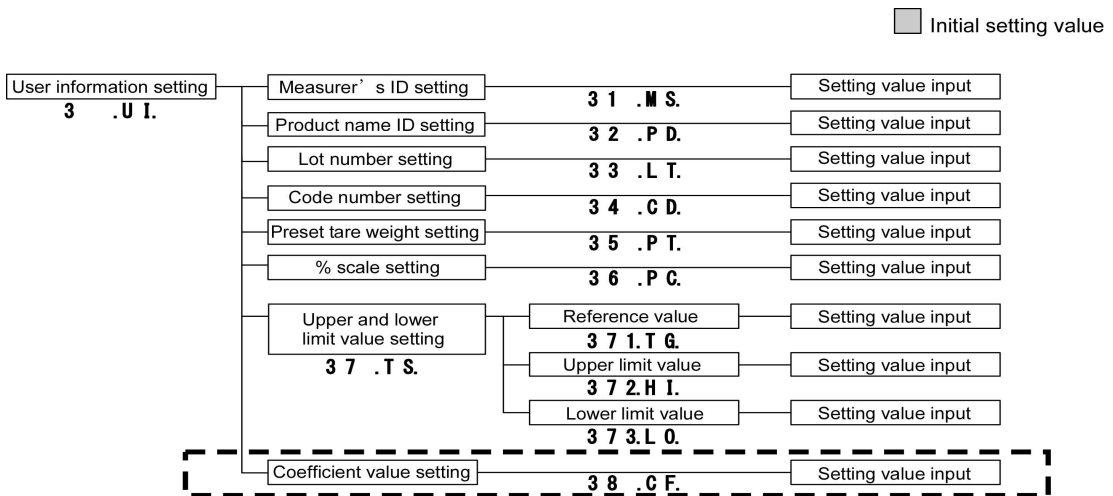 Initial setting value
User information setting
3 .U I.
Measurer’s ID setting
3 1 .M S.
Setting value input
Product name ID setting
3 2 .P D.
Setting value input
Lot number setting
3 3 .L T.
Setting value input
Code number setting
3 4 .C D.
Setting value input
Preset tare weight setting
3 5 .P T.
Setting value input
% scale setting
3 6 .P C.
Setting value input
Upper and lower
limit value setting
3 7 .T S.
Reference value
3 7 1.T G.
Setting value input
Upper limit value
3 7 2.H I.
Setting value input
Lower limit value
3 7 3.L O.
Setting value input
Coefficient value setting
3 8 .C F.
Setting value input